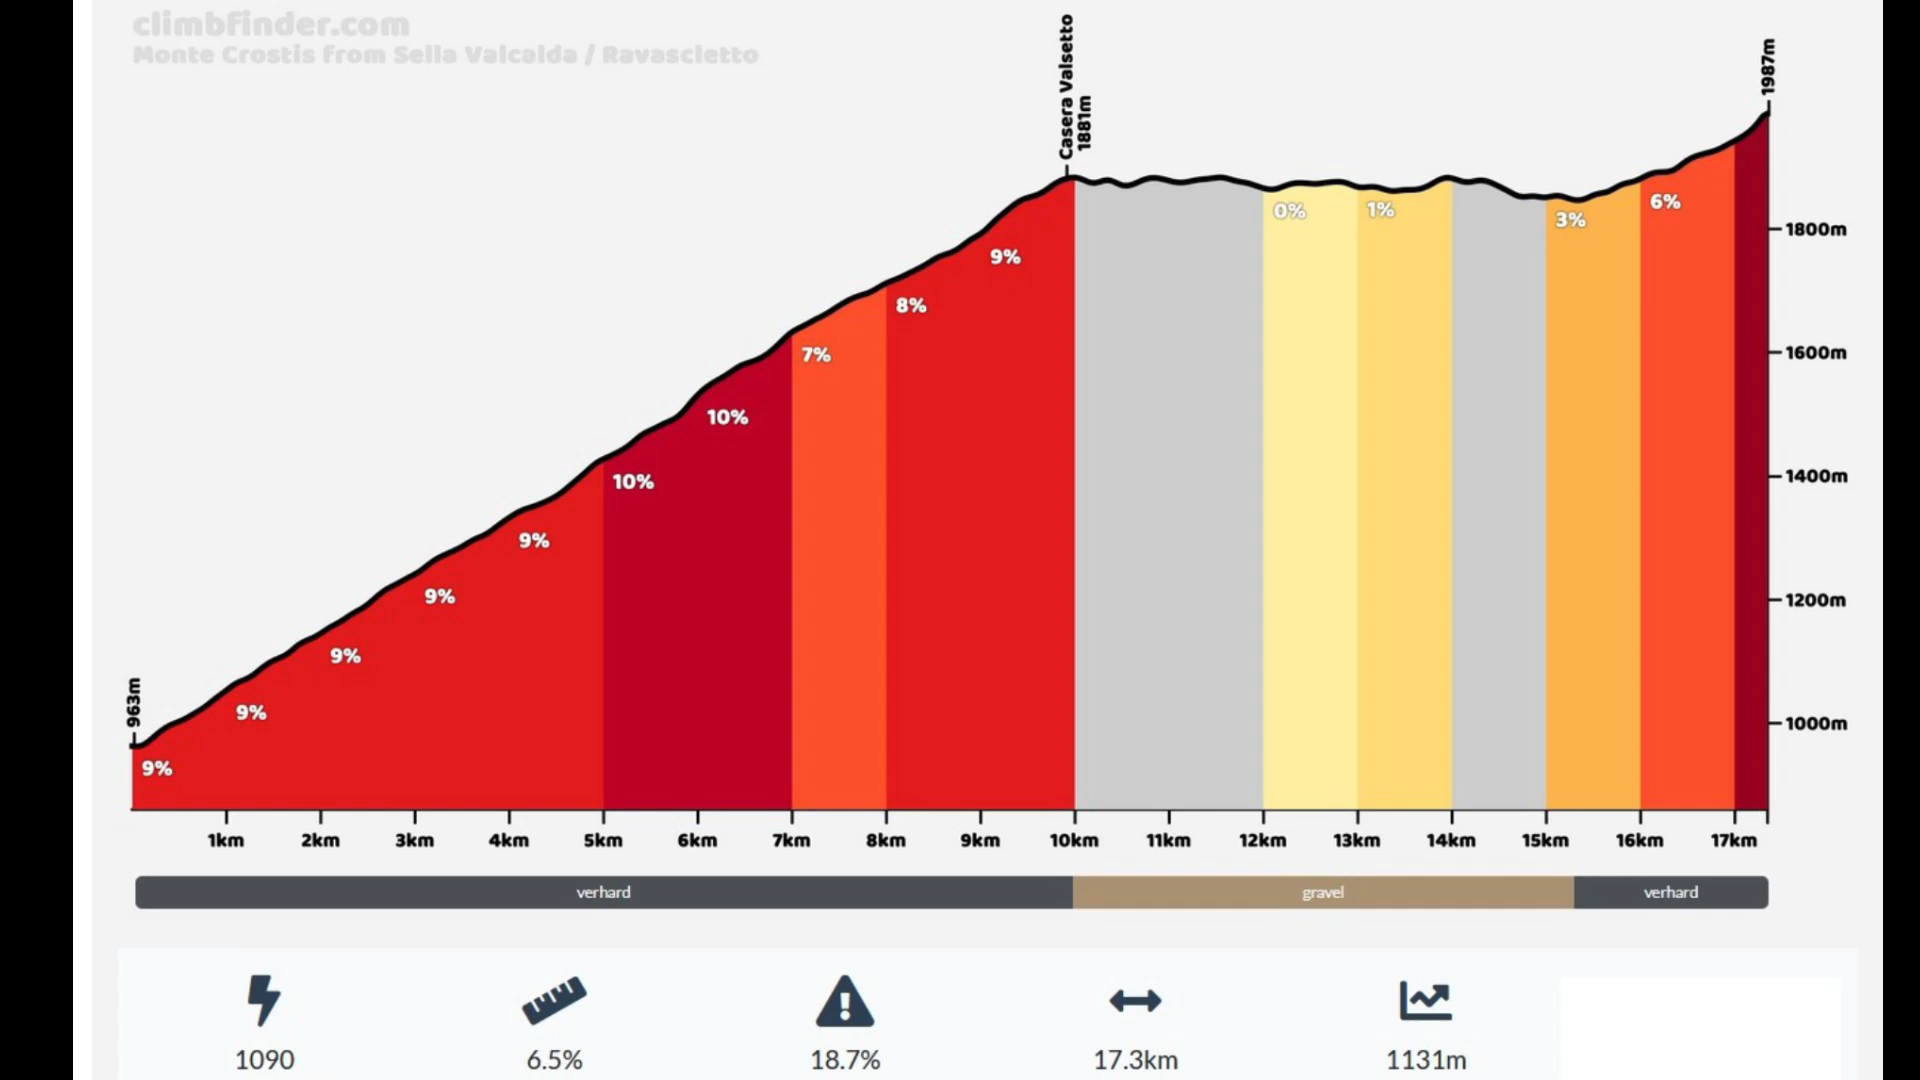 climbfinder.com
Monte Crostis from Sella Valcalda / Ravascletto
Casera Valsetto
1881m
1987m
963m
9%
9%
9%
9%
9%
10%
10%
7%
8%
9%
0%
1%
3%
6%
1800m
1600m
1400m
1200m
1000m
1km 2km 3km 4km 5km 6km 7km 8km 9km 10km 11km 12km 13km 14km 15km 16km 17km
verhard gravel verhard
1090 6.5% 18.7% 17.3km 1131m